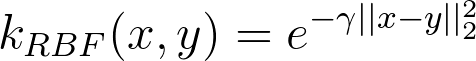 k_{RBF}(x, y) = e^{-\gamma||x-y||_2^2}